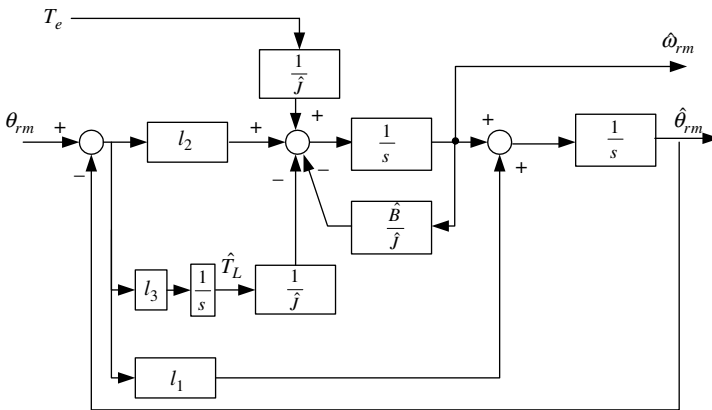 T_e
1/Ĵ
ω̂_rm
θ_rm
+
l_2
+
+
+
1/s
+
+
1/s
θ̂_rm
−
−
−
+
B̂/Ĵ
l_3
1/s
T̂_L
1/Ĵ
l_1